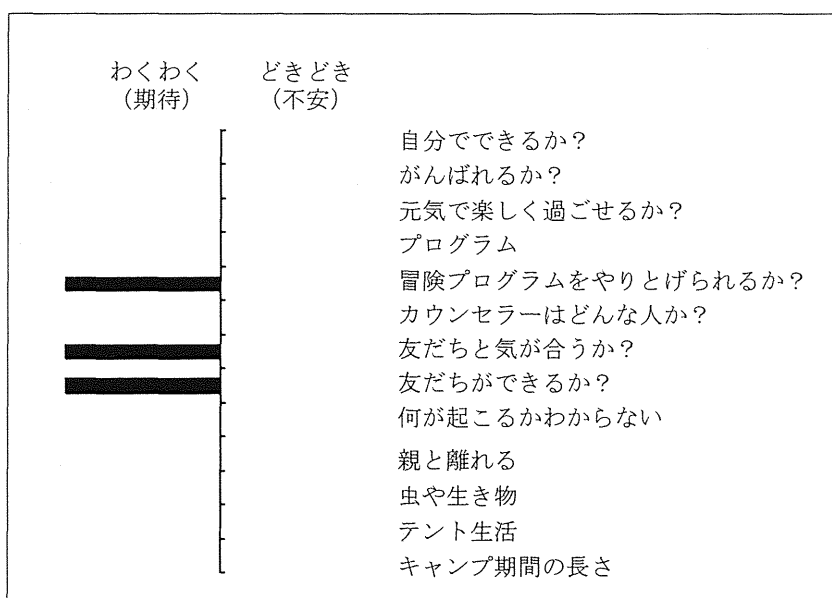 わくわく どきどき
(期待) (不安)
自分でできるか?
がんばれるか?
元気で楽しく過ごせるか?
プログラム
冒険プログラムをやりとげられるか?
カウンセラーはどんな人か?
友だちと気が合うか?
友だちができるか?
何が起こるかわからない
親と離れる
虫や生き物
テント生活
キャンプ期間の長さ